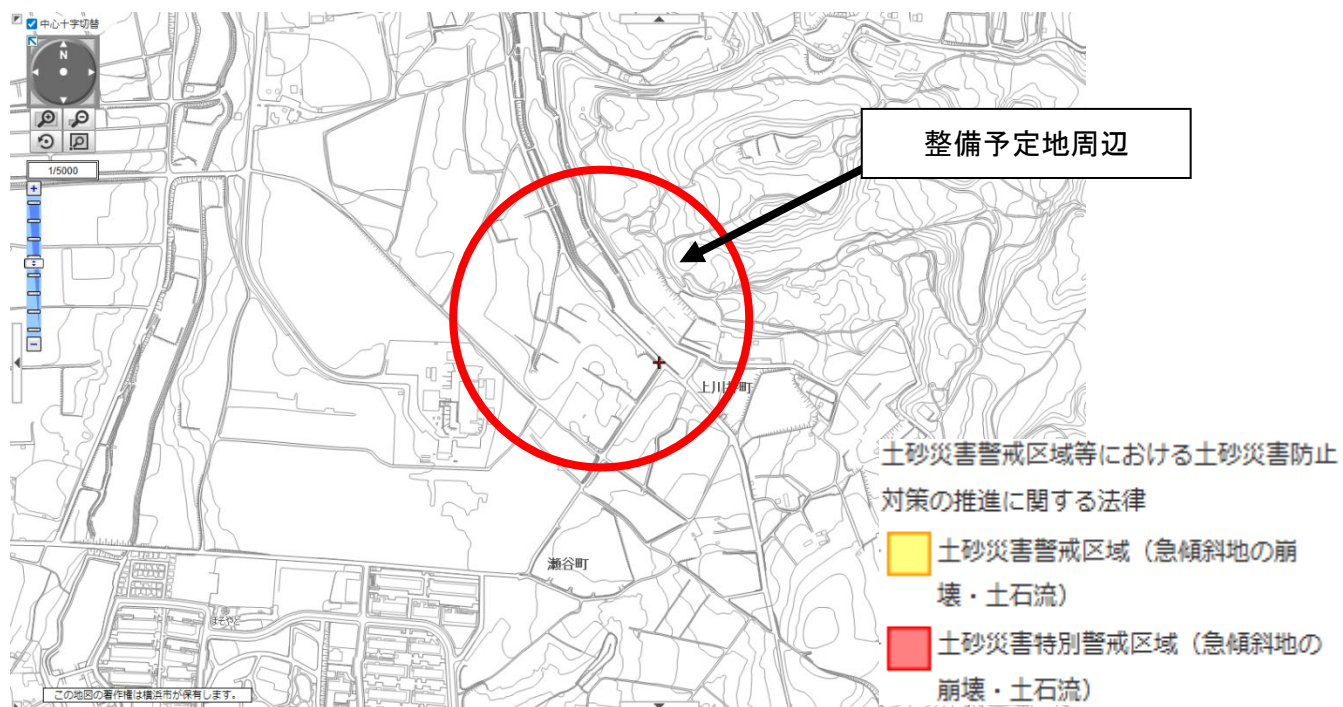 中心十字切替
N
1/5000
整備予定地周辺
上川井町
瀬谷町
ほそやと
この地図の著作権は横浜市が保有します。
土砂災害警戒区域等における土砂災害防止
対策の推進に関する法律
土砂災害警戒区域（急傾斜地の崩
壊・土石流）
土砂災害特別警戒区域（急傾斜地の
崩壊・土石流）